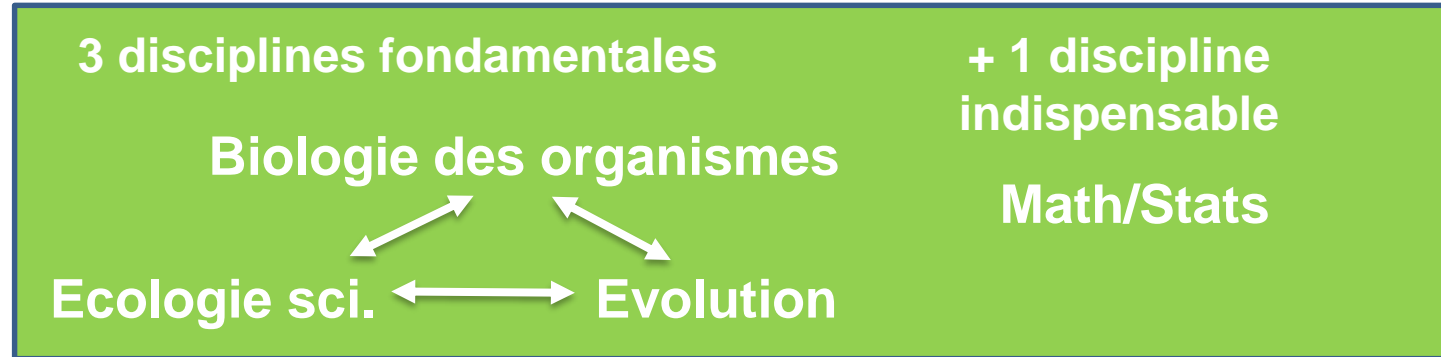 3 disciplines fondamentales
+ 1 discipline
indispensable
Biologie des organismes
Math/Stats
Ecologie sci.
Evolution